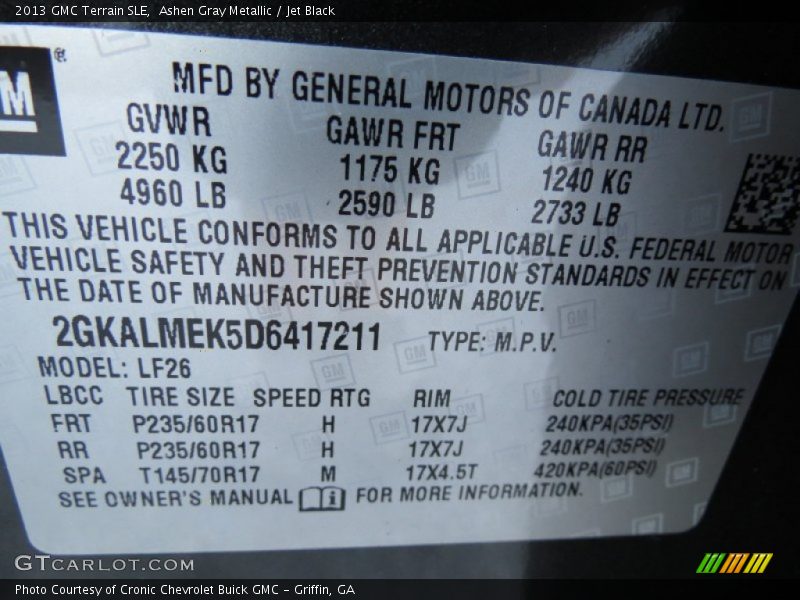 2013 GMC Terrain SLE, Ashen Gray Metallic / Jet Black
GM ®
MFD BY GENERAL MOTORS OF CANADA LTD.
GVWR GAWR FRT GAWR RR
2250 KG 1175 KG 1240 KG
4960 LB 2590 LB 2733 LB
THIS VEHICLE CONFORMS TO ALL APPLICABLE U.S. FEDERAL MOTOR
VEHICLE SAFETY AND THEFT PREVENTION STANDARDS IN EFFECT ON
THE DATE OF MANUFACTURE SHOWN ABOVE.
2GKALMEK5D6417211 TYPE: M.P.V.
MODEL: LF26
LBCC TIRE SIZE SPEED RTG RIM COLD TIRE PRESSURE
FRT P235/60R17 H 17X7J 240KPA(35PSI)
RR P235/60R17 H 17X7J 240KPA(35PSI)
SPA T145/70R17 M 17X4.5T 420KPA(60PSI)
SEE OWNER'S MANUAL i FOR MORE INFORMATION.
GTCARLOT.COM
Photo Courtesy of Cronic Chevrolet Buick GMC - Griffin, GA